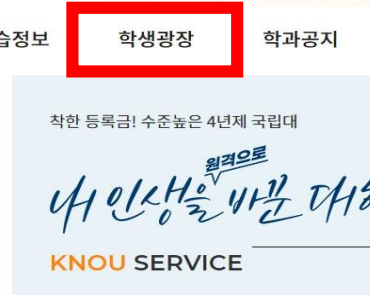 습정보 학생광장 학과공지
착한 등록금! 수준높은 4년제 국립대
원격으로
내 인생을 바꾼 대
KNOU SERVICE